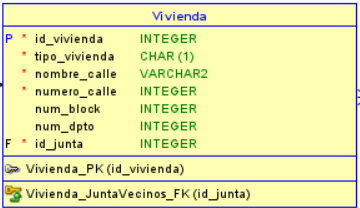 Vivienda
P * id_vivienda INTEGER
* tipo_vivienda CHAR (1)
* nombre_calle VARCHAR2
* numero_calle INTEGER
num_block INTEGER
num_dpto INTEGER
F * id_junta INTEGER
Vivienda_PK (id_vivienda)
Vivienda_JuntaVecinos_FK (id_junta)